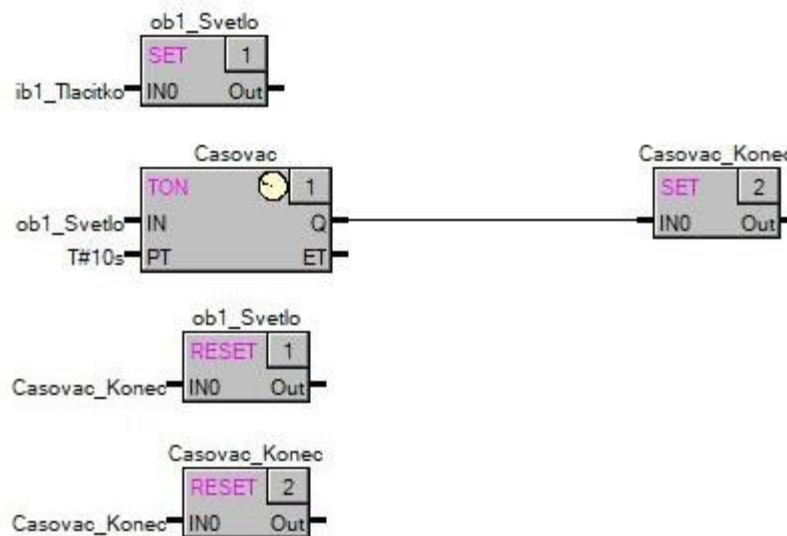 ob1_Svetlo
SET 1
ib1_Tlacitko IN0 Out
Casovac
TON 1
ob1_Svetlo IN Q
T#10s PT ET
Casovac_Konec
SET 2
IN0 Out
ob1_Svetlo
RESET 1
Casovac_Konec IN0 Out
Casovac_Konec
RESET 2
Casovac_Konec IN0 Out